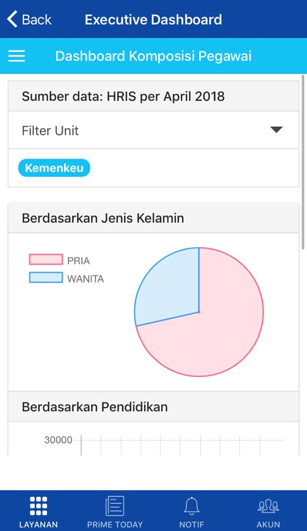 Back
Executive Dashboard
Dashboard Komposisi Pegawai
Sumber data: HRIS per April 2018
Filter Unit
Kemenkeu
Berdasarkan Jenis Kelamin
PRIA
WANITA
Berdasarkan Pendidikan
30000
LAYANAN
PRiME TODAY
NOTIF
AKUN